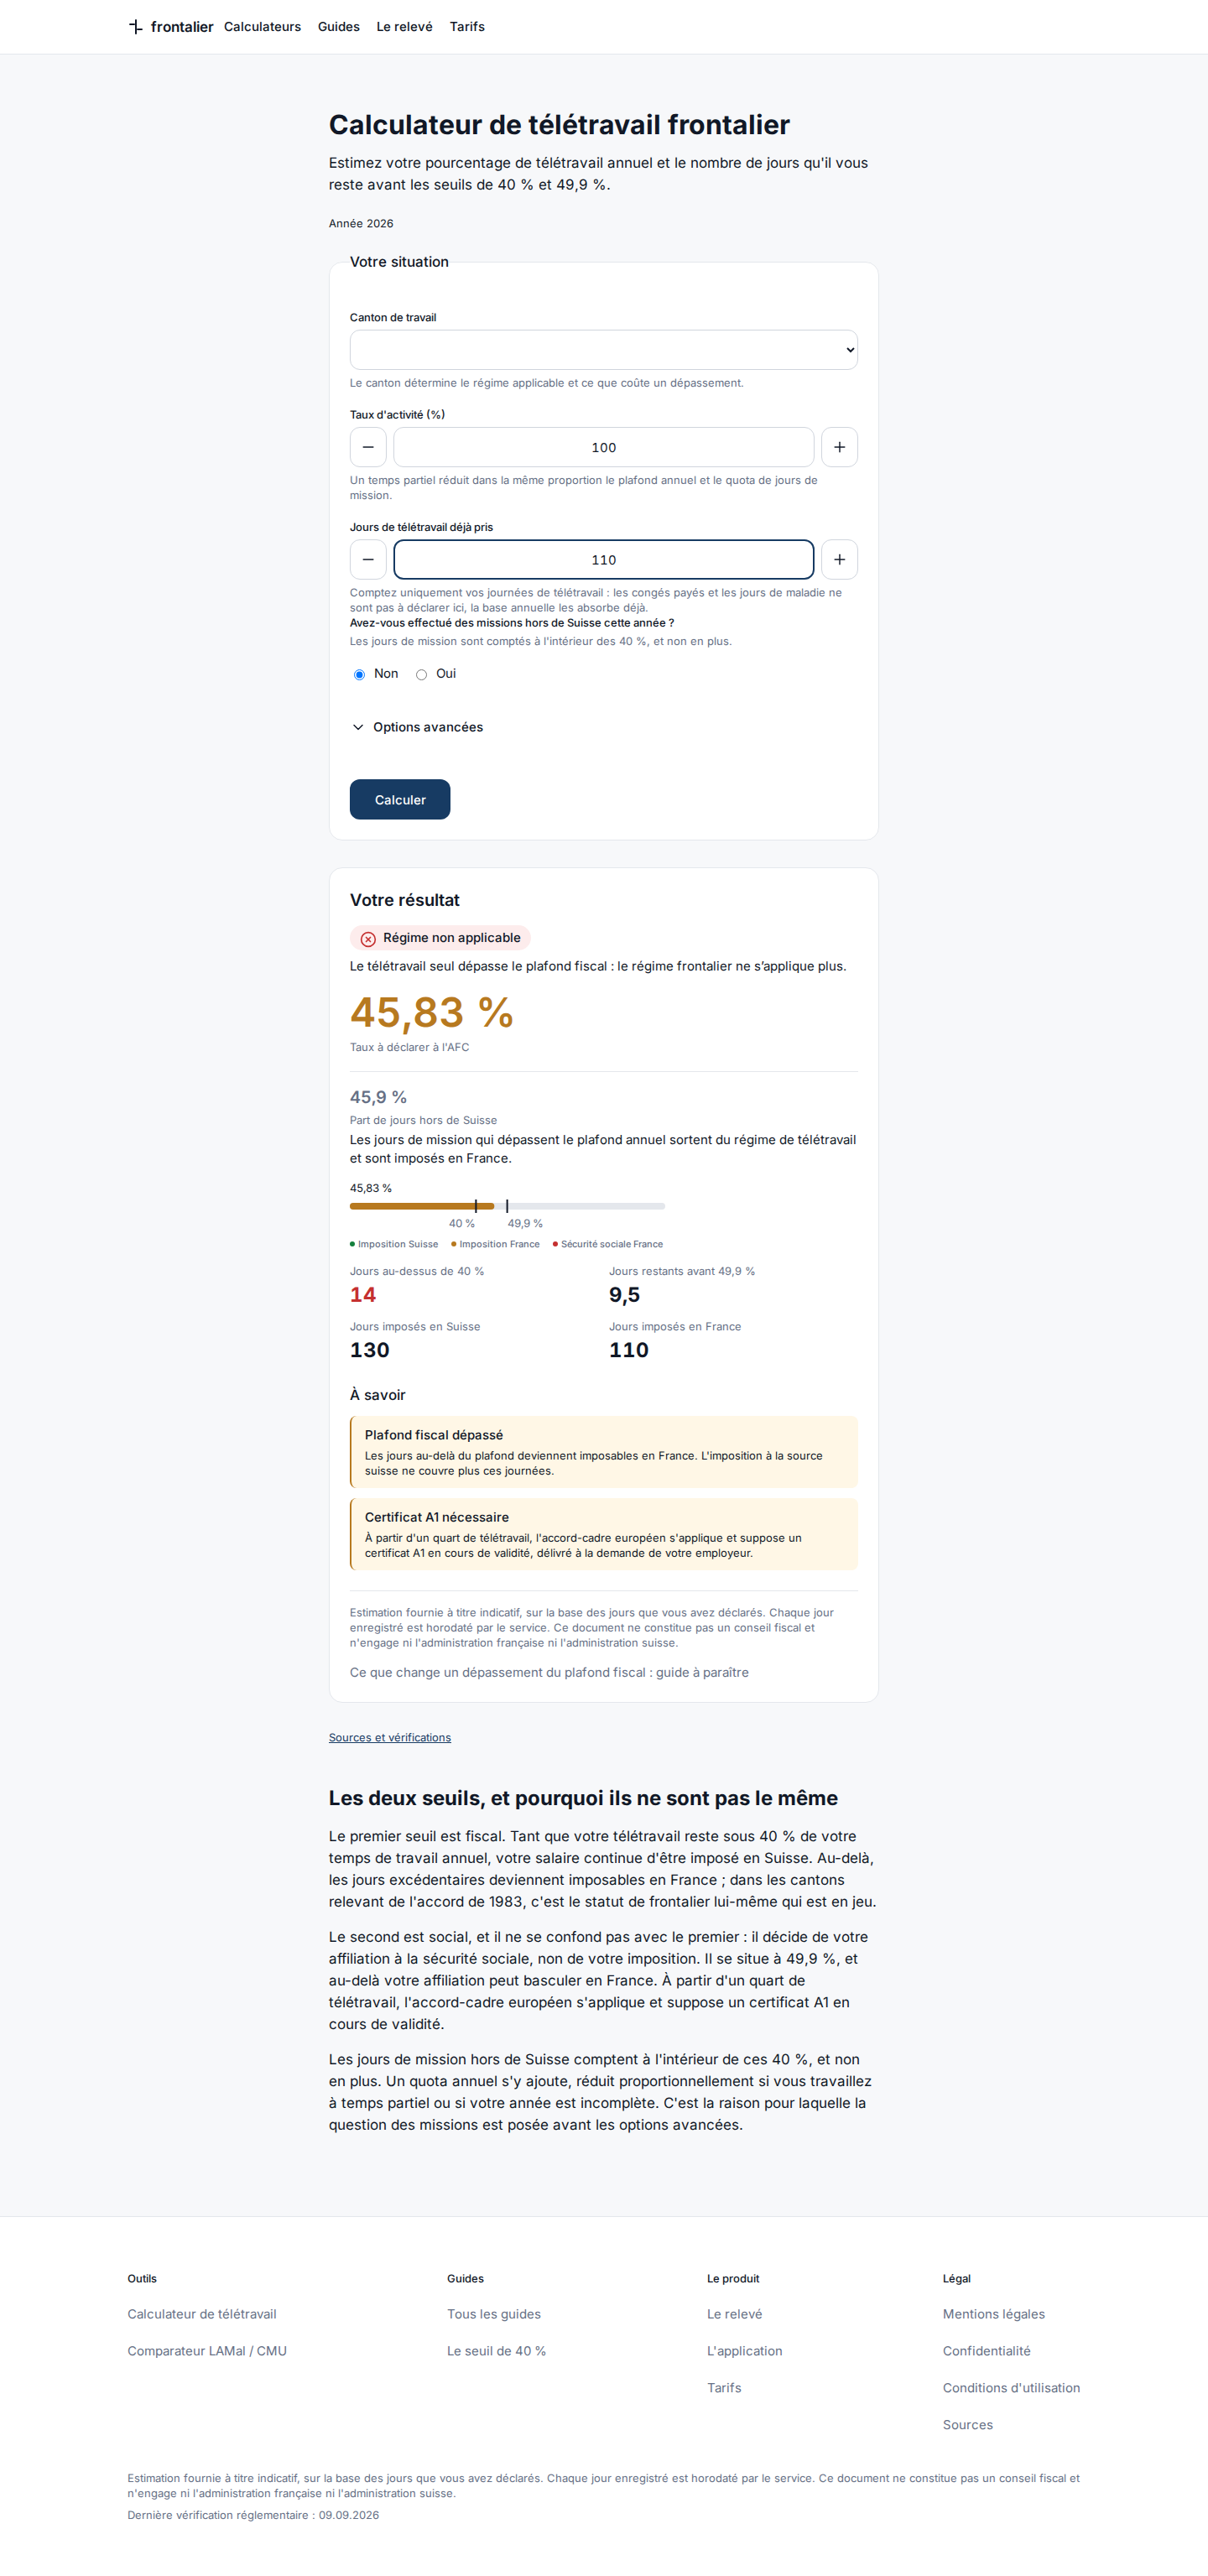 frontalier Calculateurs Guides Le relevé Tarifs
Calculateur de télétravail frontalier
Estimez votre pourcentage de télétravail annuel et le nombre de jours qu'il vous
reste avant les seuils de 40 % et 49,9 %.
Année 2026
Votre situation
Canton de travail
Le canton détermine le régime applicable et ce que coûte un dépassement.
Taux d'activité (%)
100
Un temps partiel réduit dans la même proportion le plafond annuel et le quota de jours de
mission.
Jours de télétravail déjà pris
110
Comptez uniquement vos journées de télétravail : les congés payés et les jours de maladie ne
sont pas à déclarer ici, la base annuelle les absorbe déjà.
Avez-vous effectué des missions hors de Suisse cette année ?
Les jours de mission sont comptés à l'intérieur des 40 %, et non en plus.
Non Oui
Options avancées
Calculer
Votre résultat
Régime non applicable
Le télétravail seul dépasse le plafond fiscal : le régime frontalier ne s’applique plus.
45,83 %
Taux à déclarer à l'AFC
45,9 %
Part de jours hors de Suisse
Les jours de mission qui dépassent le plafond annuel sortent du régime de télétravail
et sont imposés en France.
45,83 %
40 % 49,9 %
Imposition Suisse Imposition France Sécurité sociale France
Jours au-dessus de 40 % Jours restants avant 49,9 %
14 9,5
Jours imposés en Suisse Jours imposés en France
130 110
À savoir
Plafond fiscal dépassé
Les jours au-delà du plafond deviennent imposables en France. L'imposition à la source
suisse ne couvre plus ces journées.
Certificat A1 nécessaire
À partir d'un quart de télétravail, l'accord-cadre européen s'applique et suppose un
certificat A1 en cours de validité, délivré à la demande de votre employeur.
Estimation fournie à titre indicatif, sur la base des jours que vous avez déclarés. Chaque jour
enregistré est horodaté par le service. Ce document ne constitue pas un conseil fiscal et
n'engage ni l'administration française ni l'administration suisse.
Ce que change un dépassement du plafond fiscal : guide à paraître
Sources et vérifications
Les deux seuils, et pourquoi ils ne sont pas le même
Le premier seuil est fiscal. Tant que votre télétravail reste sous 40 % de votre
temps de travail annuel, votre salaire continue d'être imposé en Suisse. Au-delà,
les jours excédentaires deviennent imposables en France ; dans les cantons
relevant de l'accord de 1983, c'est le statut de frontalier lui-même qui est en jeu.
Le second est social, et il ne se confond pas avec le premier : il décide de votre
affiliation à la sécurité sociale, non de votre imposition. Il se situe à 49,9 %, et
au-delà votre affiliation peut basculer en France. À partir d'un quart de
télétravail, l'accord-cadre européen s'applique et suppose un certificat A1 en
cours de validité.
Les jours de mission hors de Suisse comptent à l'intérieur de ces 40 %, et non
en plus. Un quota annuel s'y ajoute, réduit proportionnellement si vous travaillez
à temps partiel ou si votre année est incomplète. C'est la raison pour laquelle la
question des missions est posée avant les options avancées.
Outils Guides Le produit Légal
Calculateur de télétravail Tous les guides Le relevé Mentions légales
Comparateur LAMal / CMU Le seuil de 40 % L'application Confidentialité
Tarifs Conditions d'utilisation
Sources
Estimation fournie à titre indicatif, sur la base des jours que vous avez déclarés. Chaque jour enregistré est horodaté par le service. Ce document ne constitue pas un conseil fiscal et
n'engage ni l'administration française ni l'administration suisse.
Dernière vérification réglementaire : 09.09.2026